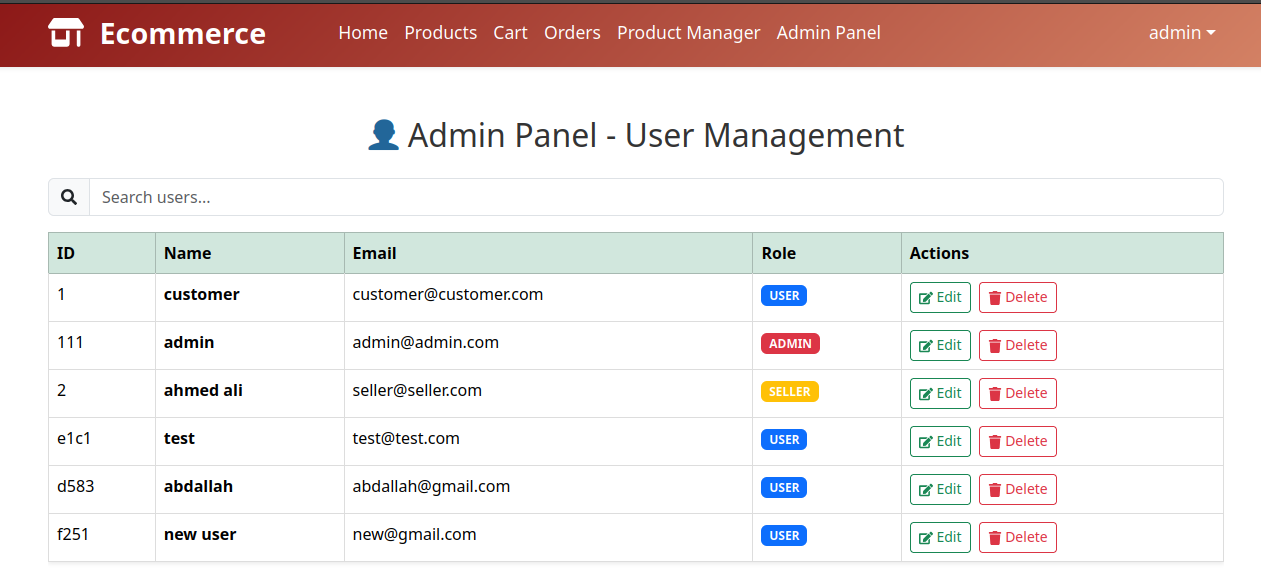 Ecommerce Home Products Cart Orders Product Manager Admin Panel admin
Admin Panel - User Management
Search users...
ID Name Email Role Actions
1 customer customer@customer.com USER Edit Delete
111 admin admin@admin.com ADMIN Edit Delete
2 ahmed ali seller@seller.com SELLER Edit Delete
e1c1 test test@test.com USER Edit Delete
d583 abdallah abdallah@gmail.com USER Edit Delete
f251 new user new@gmail.com USER Edit Delete